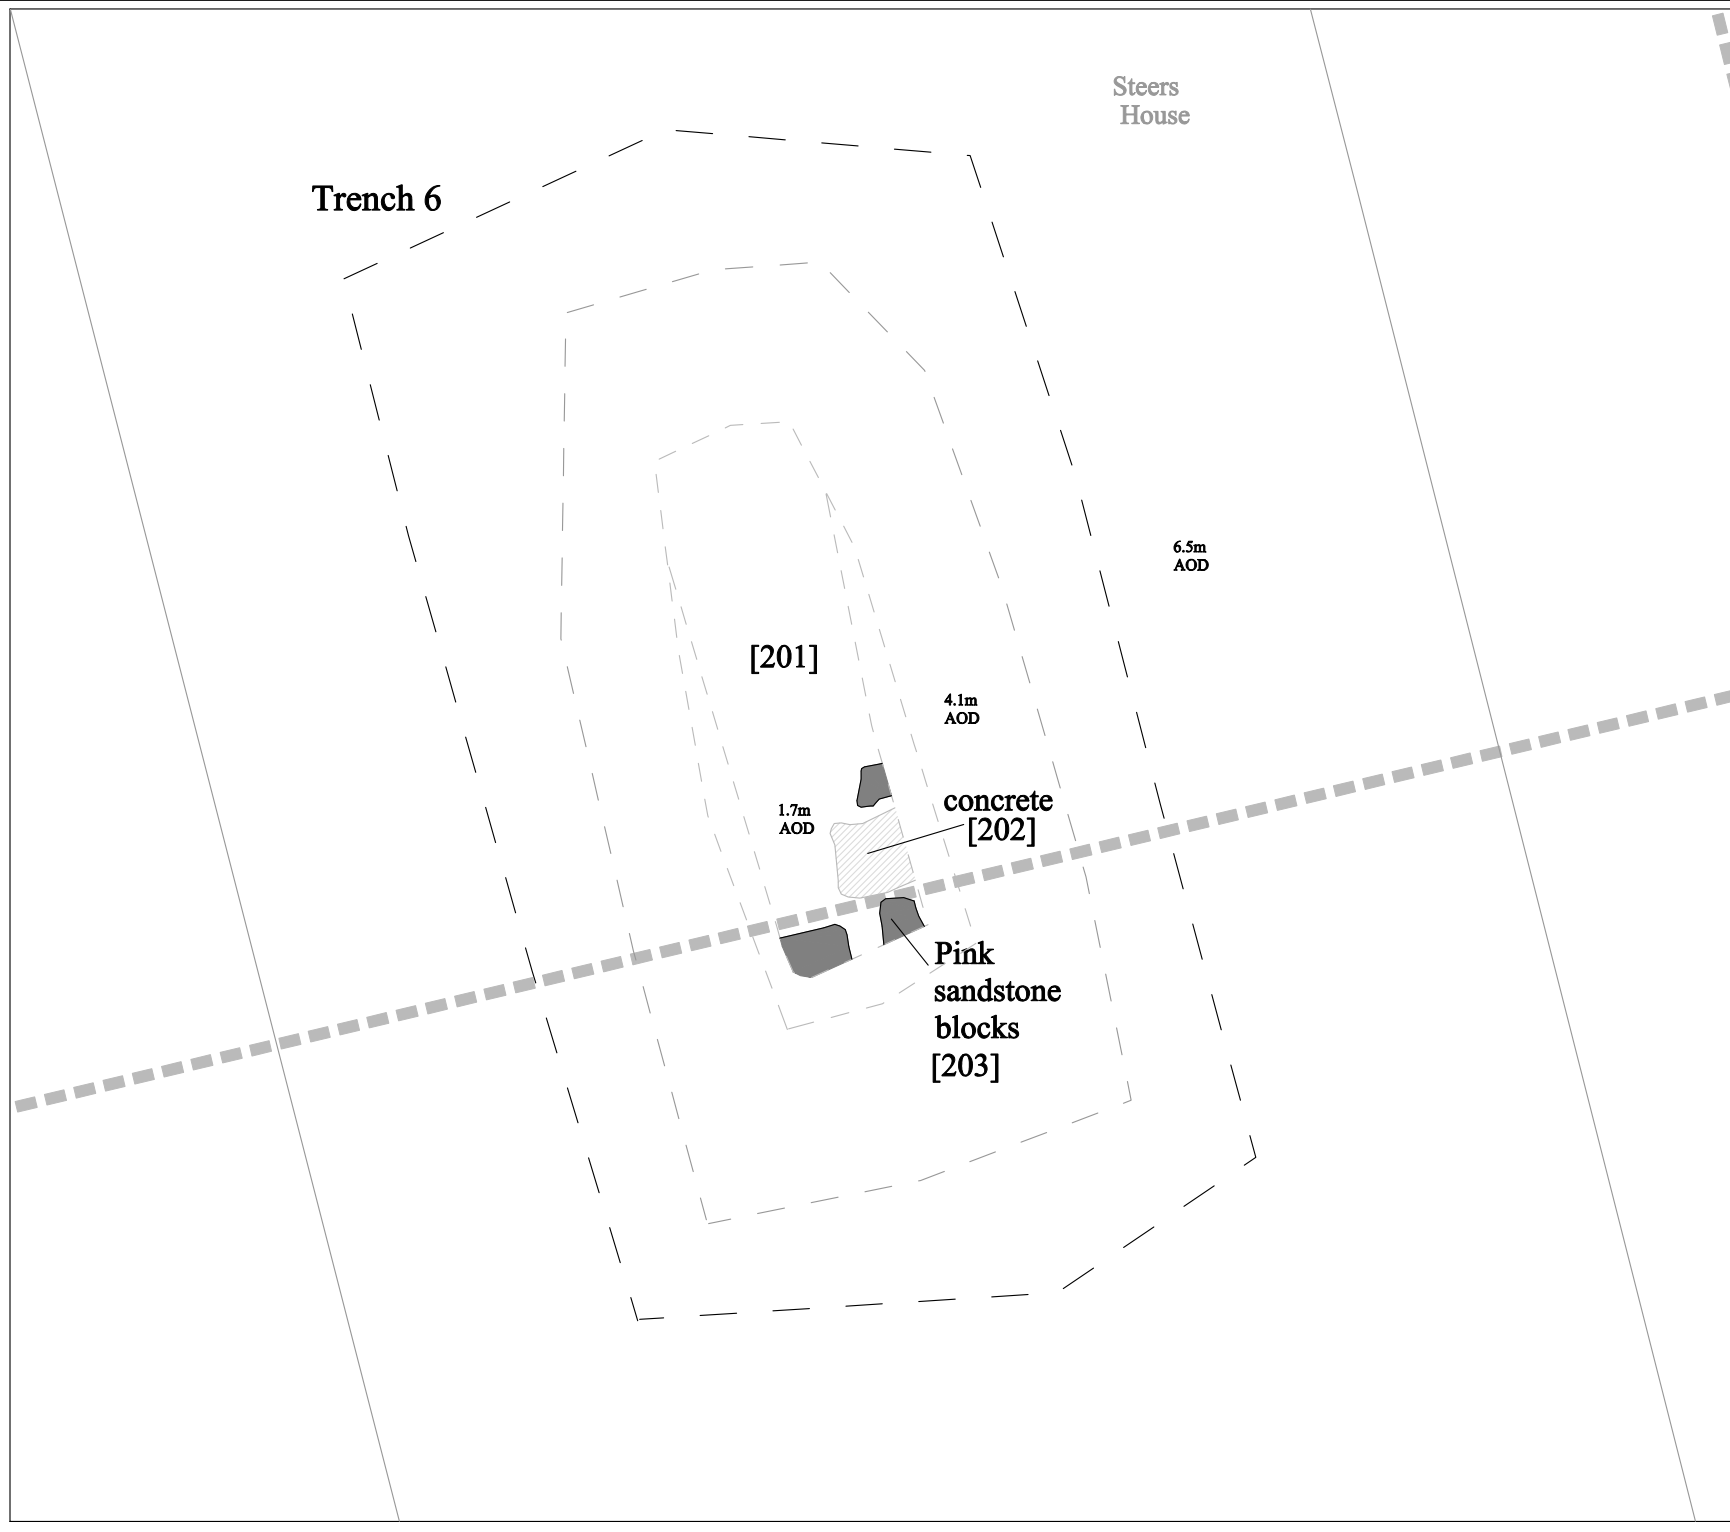 Steers
House
Trench 6
6.5m
AOD
[201]
4.1m
AOD
1.7m
AOD
concrete
[202]
Pink
sandstone
blocks
[203]